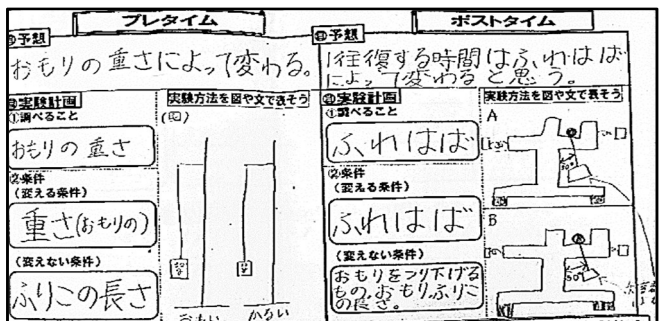 プレタイム
予想
おもりの重さによって変わる。
実験計画
①調べること
おもりの重さ
②条件
(変える条件)
重さ(おもりの)
(変えない条件)
ふりこの長さ
実験方法を図や文で表そう
(図)
おもい
かるい
ポストタイム
予想
1往復する時間はふれはば
によって変わると思う。
実験計画
①調べること
ふれはば
②条件
(変える条件)
ふれはば
(変えない条件)
おもりをつり下げる
もの、おもり、ふりこ
の長さ。
実験方法を図や文で表そう
A
B